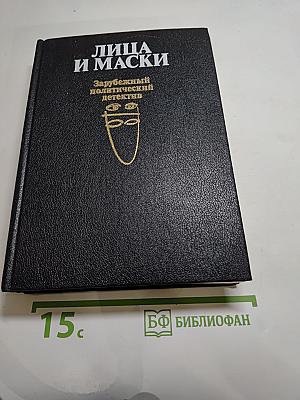 ЛИЦА
И МАСКИ
Зарубежный
политический
детектив
15с
БФ БИБЛИОФАН